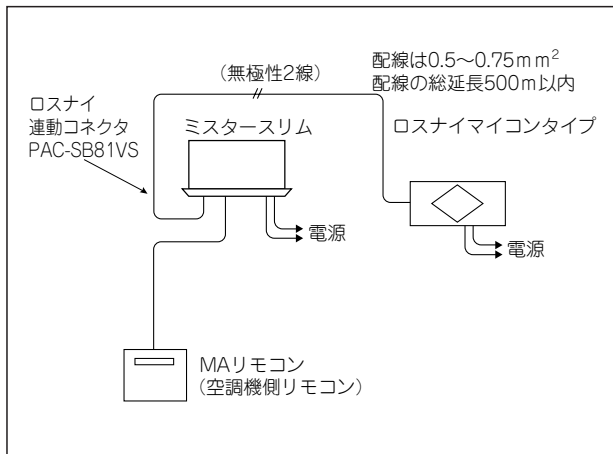 （無極性2線）
配線は0.5～0.75mm²
配線の総延長500m以内
ロスナイ
連動コネクタ
PAC-SB81VS
ミスタースリム
ロスナイマイコンタイプ
電源
電源
MAリモコン
（空調機側リモコン）